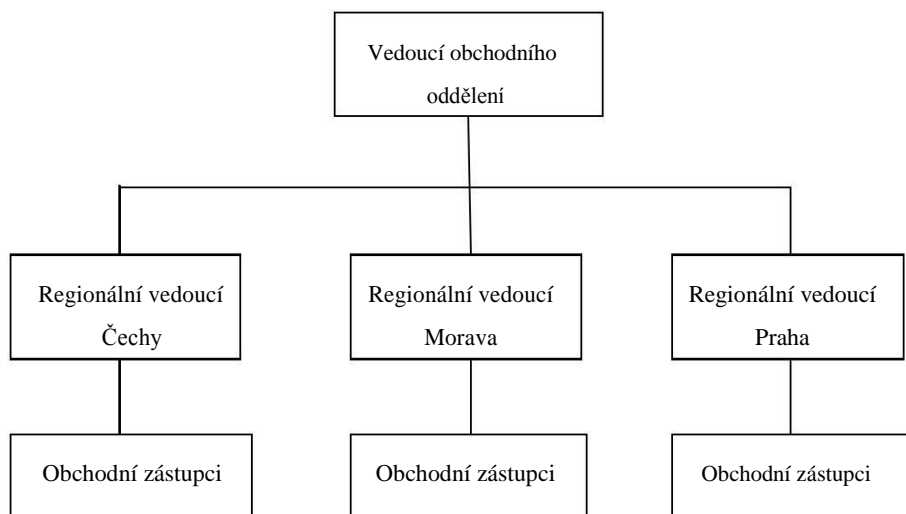 Vedoucí obchodního
oddělení
Regionální vedoucí
Čechy
Regionální vedoucí
Morava
Regionální vedoucí
Praha
Obchodní zástupci
Obchodní zástupci
Obchodní zástupci